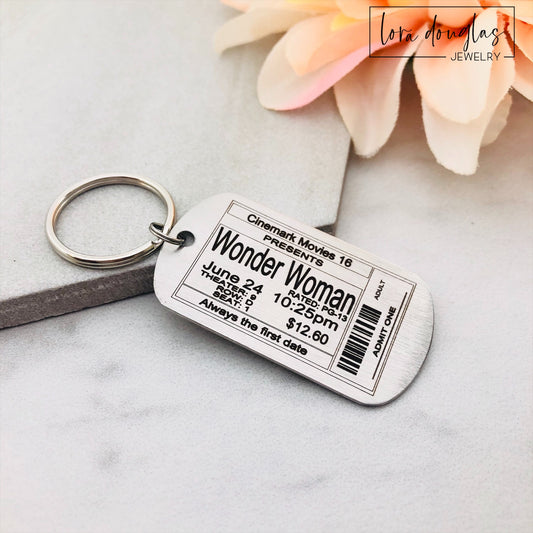 lora douglas
JEWELRY
Cinemark Movies 16
PRESENTS
Wonder Woman
June 24
RATED: PG-13
THEATER: 9
10:25pm
ROW: D
SEAT: 1
$12.60
Always the first date
ADULT
ADMIT ONE